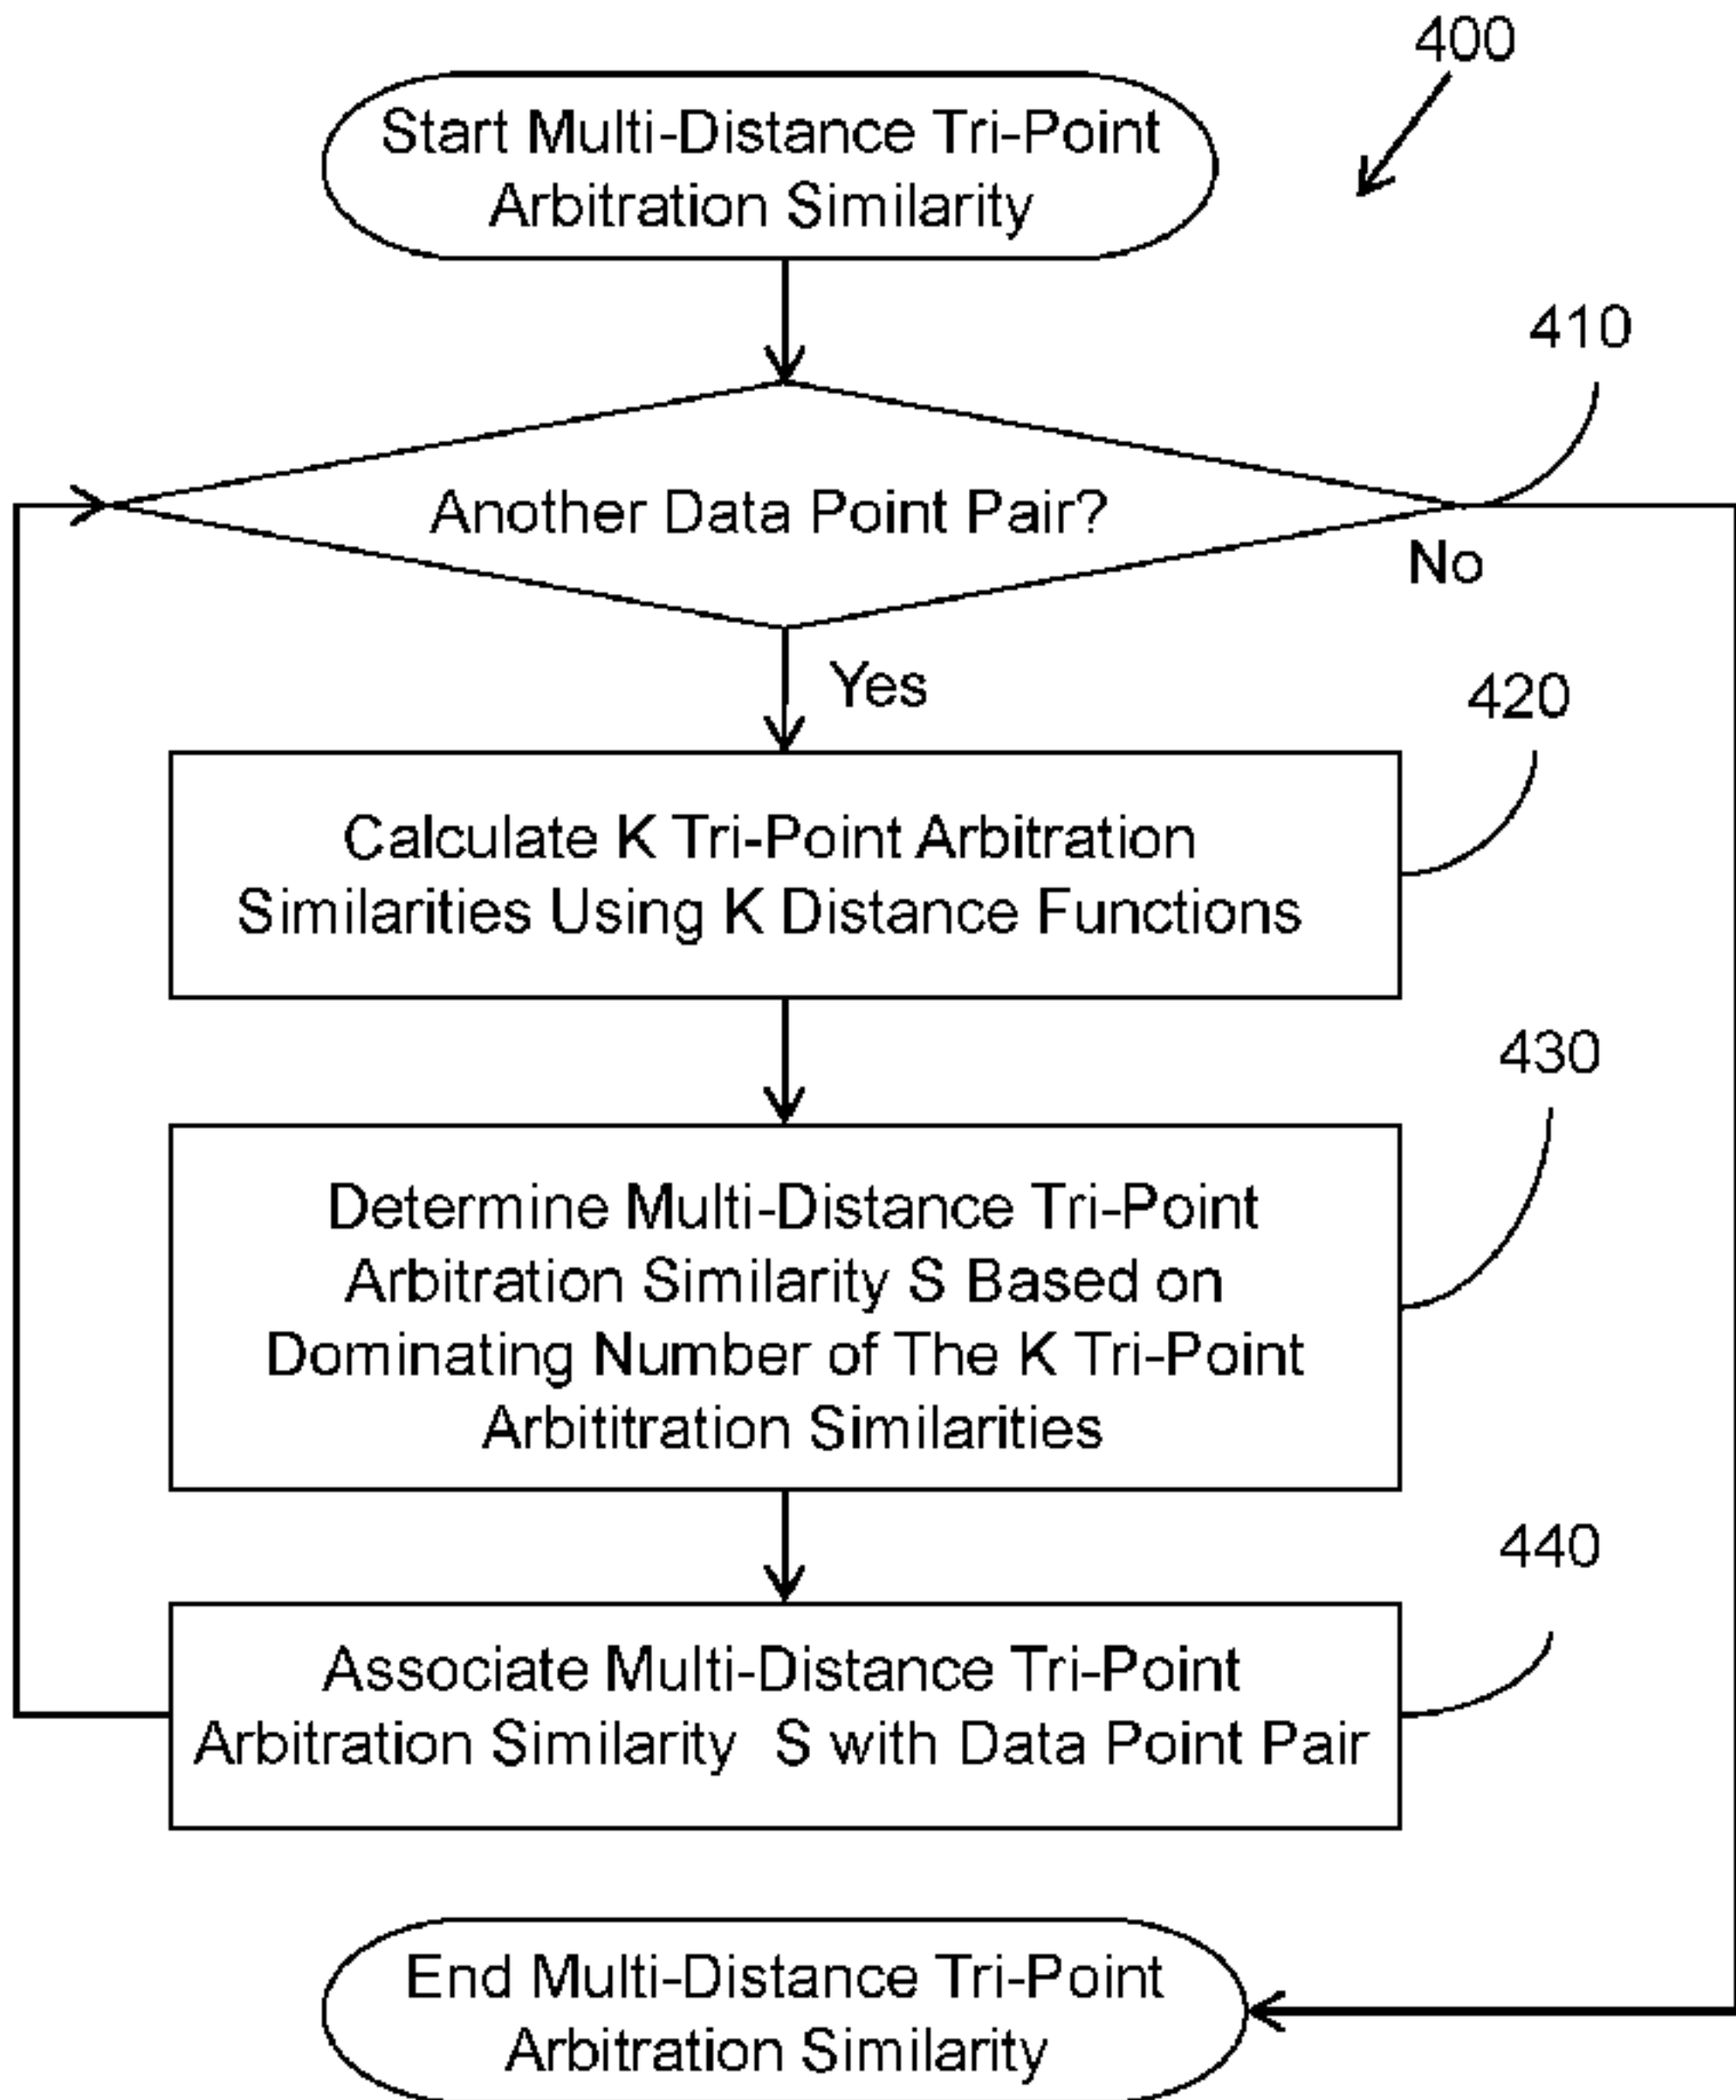 400
Start Multi-Distance Tri-Point
Arbitration Similarity
410
Another Data Point Pair?
No
Yes
420
Calculate K Tri-Point Arbitration
Similarities Using K Distance Functions
430
Determine Multi-Distance Tri-Point
Arbitration Similarity S Based on
Dominating Number of The K Tri-Point
Arbititration Similarities
440
Associate Multi-Distance Tri-Point
Arbitration Similarity S with Data Point Pair
End Multi-Distance Tri-Point
Arbitration Similarity